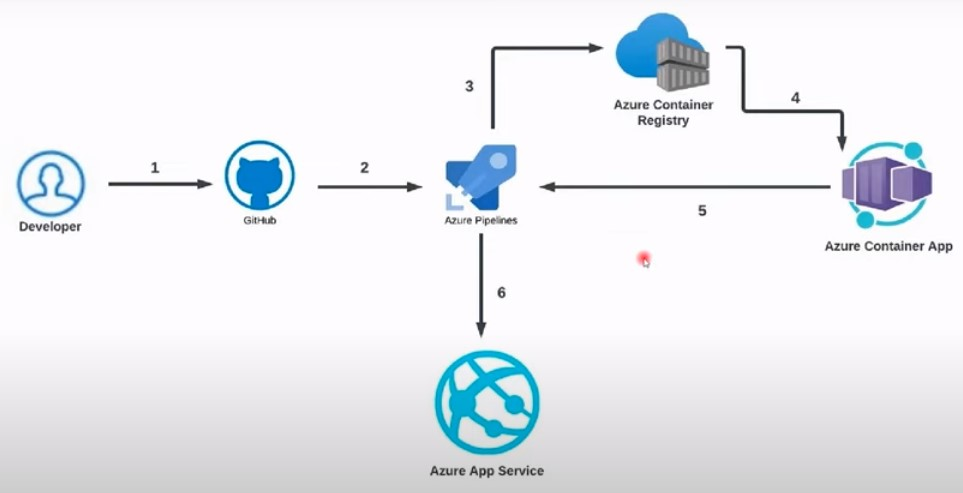 1
2
3
4
5
6
Developer
GitHub
Azure Pipelines
Azure Container
Registry
Azure Container App
Azure App Service